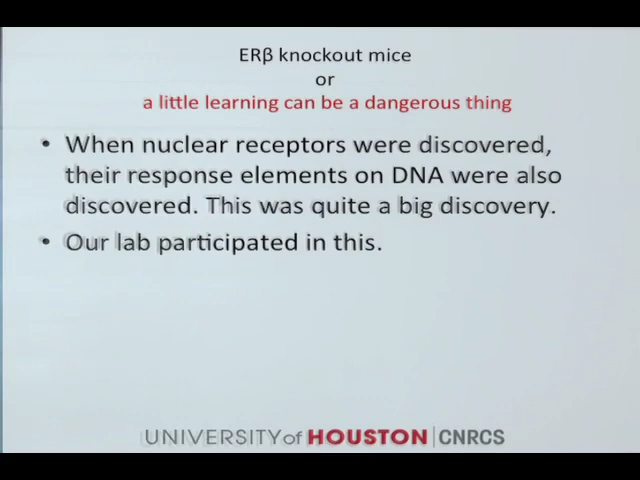 ERβ knockout mice
or
a little learning can be a dangerous thing
• When nuclear receptors were discovered,
their response elements on DNA were also
discovered. This was quite a big discovery.
• Our lab participated in this.
UNIVERSITY of HOUSTON | CNRCS